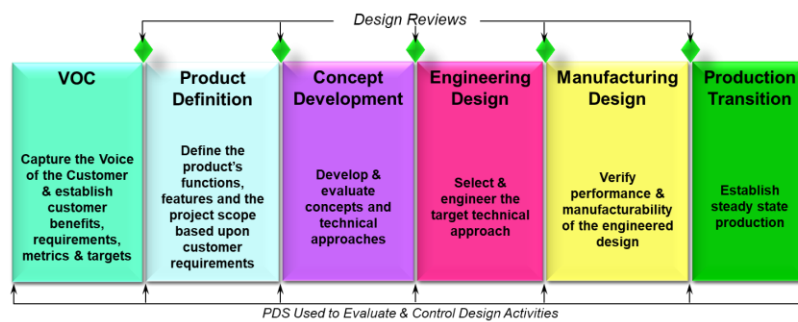 Design Reviews
VOC
Capture the Voice
of the Customer
& establish
customer
benefits,
requirements,
metrics & targets
Product
Definition
Define the
product's
functions,
features and the
project scope
based upon
customer
requirements
Concept
Development
Develop &
evaluate
concepts and
technical
approaches
Engineering
Design
Select &
engineer the
target technical
approach
Manufacturing
Design
Verify
performance &
manufacturability
of the engineered
design
Production
Transition
Establish
steady state
production
PDS Used to Evaluate & Control Design Activities